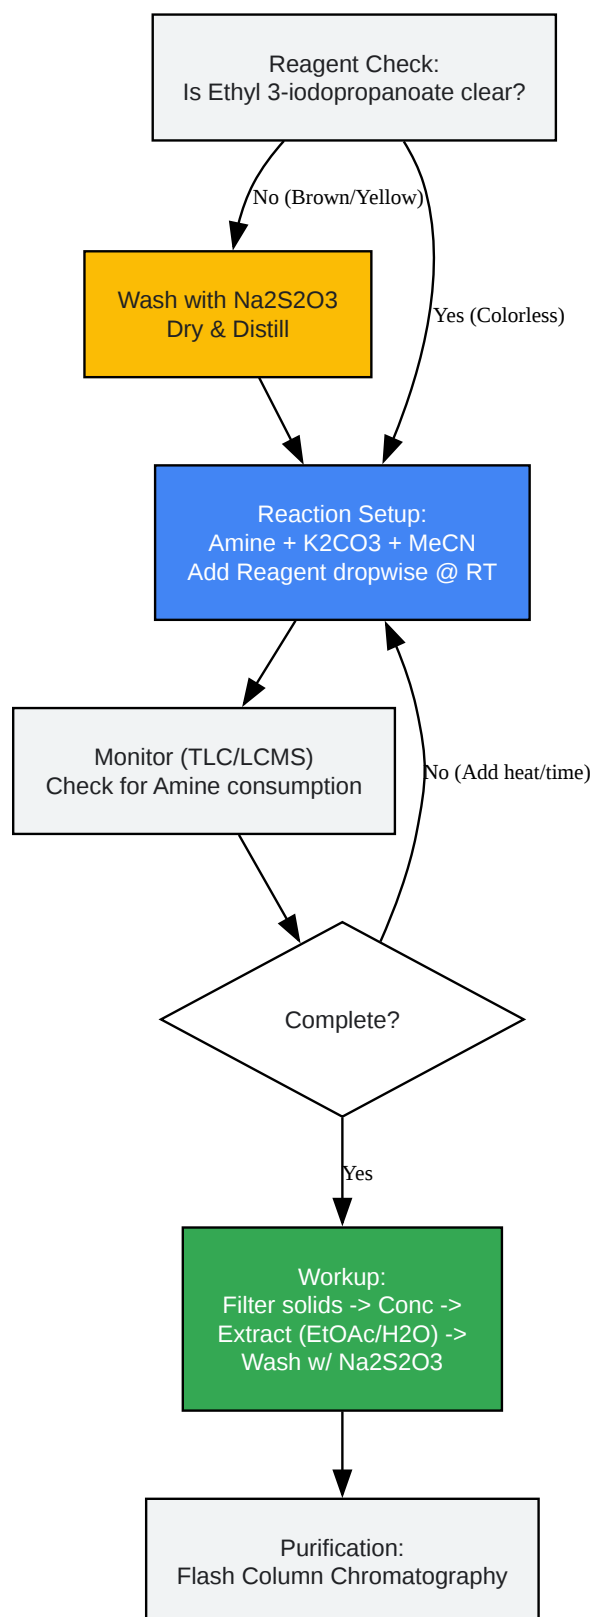 Reagent Check:
Is Ethyl 3-iodopropanoate clear?
No (Brown/Yellow)
Wash with Na2S2O3
Dry & Distill
Yes (Colorless)
Reaction Setup:
Amine + K2CO3 + MeCN
Add Reagent dropwise @ RT
Monitor (TLC/LCMS)
Check for Amine consumption
No (Add heat/time)
Complete?
Yes
Workup:
Filter solids -> Conc ->
Extract (EtOAc/H2O) ->
Wash w/ Na2S2O3
Purification:
Flash Column Chromatography